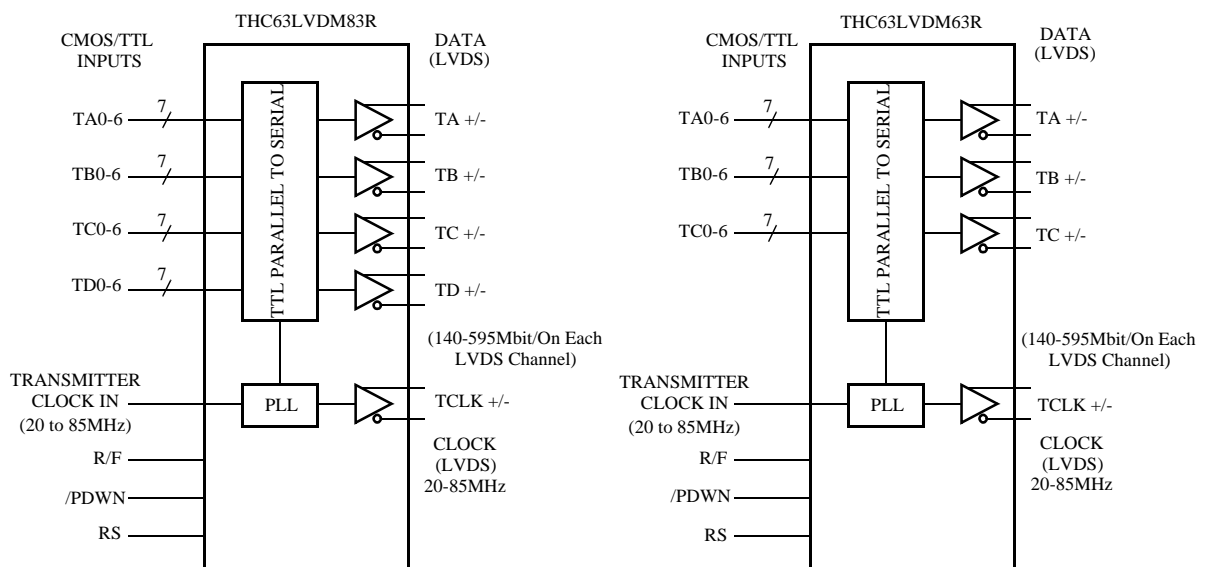 THC63LVDM83R
CMOS/TTL
INPUTS
DATA
(LVDS)
TA0-6
7
TA +/-
TB0-6
7
TB +/-
TC0-6
7
TC +/-
TD0-6
7
TD +/-
TTL PARALLEL TO SERIAL
(140-595Mbit/On Each
LVDS Channel)
TRANSMITTER
CLOCK IN
(20 to 85MHz)
PLL
TCLK +/-
CLOCK
(LVDS)
20-85MHz
R/F
/PDWN
RS
THC63LVDM63R
CMOS/TTL
INPUTS
DATA
(LVDS)
TA0-6
7
TA +/-
TB0-6
7
TB +/-
TC0-6
7
TC +/-
TTL PARALLEL TO SERIAL
(140-595Mbit/On Each
LVDS Channel)
TRANSMITTER
CLOCK IN
(20 to 85MHz)
PLL
TCLK +/-
CLOCK
(LVDS)
20-85MHz
R/F
/PDWN
RS